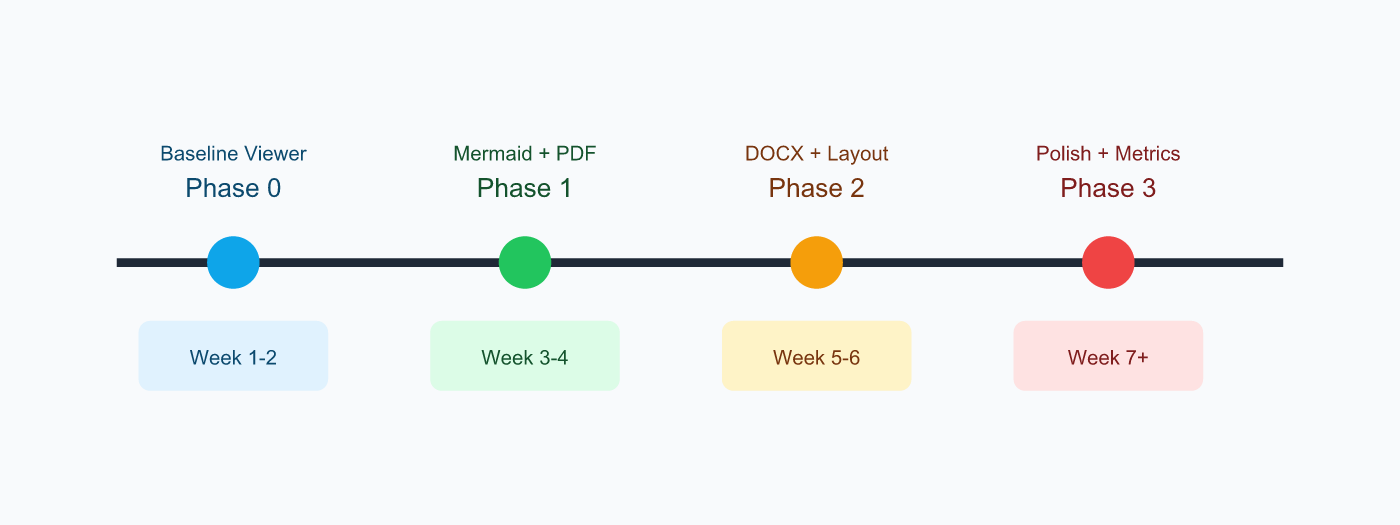 Baseline Viewer
Phase 0
Week 1-2
Mermaid + PDF
Phase 1
Week 3-4
DOCX + Layout
Phase 2
Week 5-6
Polish + Metrics
Phase 3
Week 7+